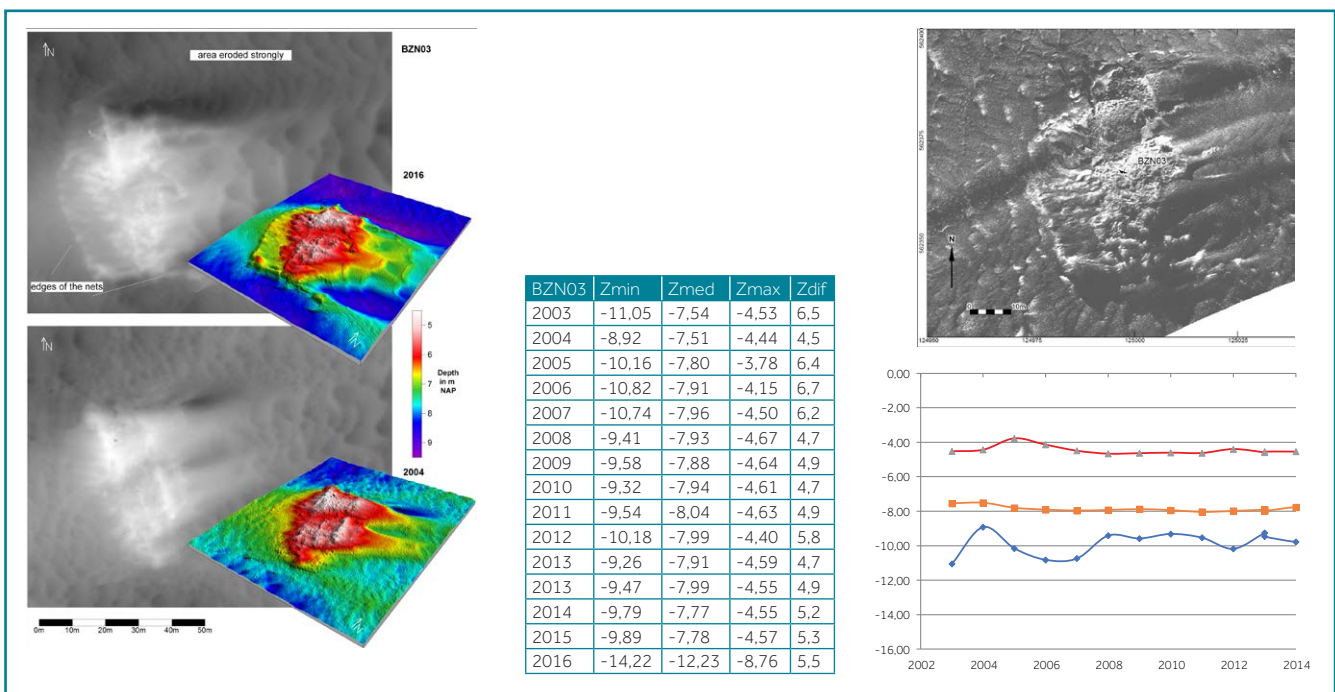 N
area eroded strongly
BZN03
2016
edges of the nets
N
5
6
Depth
in m
NAP
7
8
9
2004
N
N
0m 10m 20m 30m 40m 50m
BZN03 Zmin Zmed Zmax Zdif
2003 -11,05 -7,54 -4,53 6,5
2004 -8,92 -7,51 -4,44 4,5
2005 -10,16 -7,80 -3,78 6,4
2006 -10,82 -7,91 -4,15 6,7
2007 -10,74 -7,96 -4,50 6,2
2008 -9,41 -7,93 -4,67 4,7
2009 -9,58 -7,88 -4,64 4,9
2010 -9,32 -7,94 -4,61 4,7
2011 -9,54 -8,04 -4,63 4,9
2012 -10,18 -7,99 -4,40 5,8
2013 -9,26 -7,91 -4,59 4,7
2013 -9,47 -7,99 -4,55 4,9
2014 -9,79 -7,77 -4,55 5,2
2015 -9,89 -7,78 -4,57 5,3
2016 -14,22 -12,23 -8,76 5,5
562400
562375
562350
BZN03
N
0 10m
124950 124975 125000 125025
0,00
-2,00
-4,00
-6,00
-8,00
-10,00
-12,00
-14,00
-16,00
2002 2004 2006 2008 2010 2012 2014